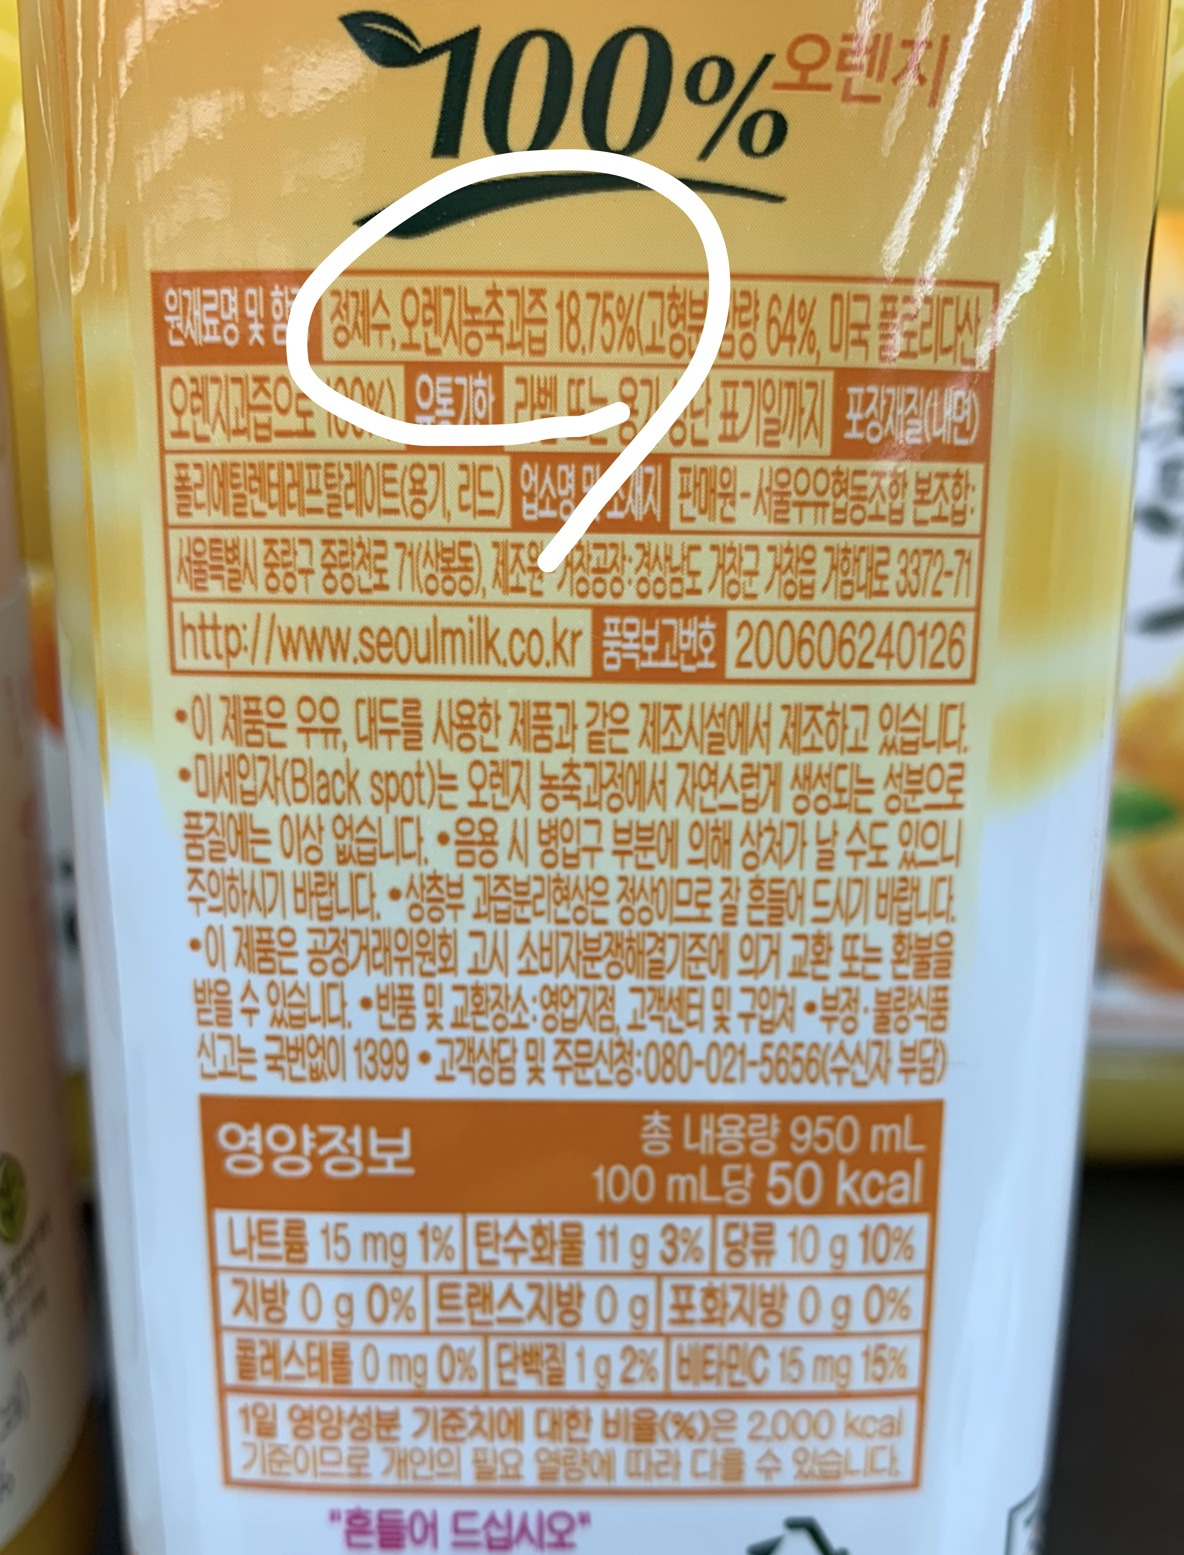 100% 오렌지
원재료명 및 정제수, 오렌지농축과즙 18.75%(고형분 함량 64%, 미국 플로리다산
오렌지과즙으로 100%) 유통기한 라벨 또는 용기상단 표기일까지 포장재질(내면)
폴리에틸렌테레프탈레이트(용기, 리드) 업소명 및 소재지 판매원-서울우유협동조합 본조합:
서울특별시 중랑구 중랑천로 71(상봉동), 제조원-거창공장:경상남도 거창군 거창읍 거함대로 3372-71
http://www.seoulmilk.co.kr 품목보고번호 200606240126
•이 제품은 우유, 대두를 사용한 제품과 같은 제조시설에서 제조하고 있습니다.
•미세입자(Black spot)는 오렌지 농축과정에서 자연스럽게 생성되는 성분으로
품질에는 이상 없습니다. •음용 시 병입구 부분에 의해 상처가 날 수도 있으니
주의하시기 바랍니다. •상층부 과즙분리현상은 정상이므로 잘 흔들어 드시기 바랍니다.
•이 제품은 공정거래위원회 고시 소비자분쟁해결기준에 의거 교환 또는 환불을
받을 수 있습니다. •반품 및 교환장소:영업지점, 고객센터 및 구입처 •부정·불량식품
신고는 국번없이 1399 •고객상담 및 주문신청:080-021-5656(수신자 부담)
영양정보 총 내용량 950 mL
100 mL당 50 kcal
나트륨 15 mg 1% 탄수화물 11 g 3% 당류 10 g 10%
지방 0 g 0% 트랜스지방 0 g 포화지방 0 g 0%
콜레스테롤 0 mg 0% 단백질 1 g 2% 비타민C 15 mg 15%
1일 영양성분 기준치에 대한 비율(%)은 2,000 kcal
기준이므로 개인의 필요 열량에 따라 다를 수 있습니다.
"흔들어 드십시오"